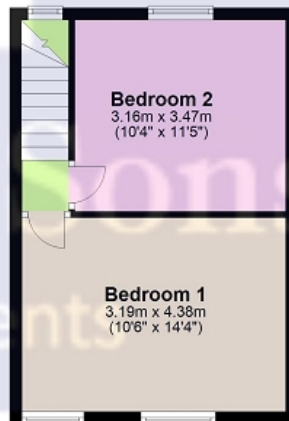 Bedroom 2
3.16m x 3.47m
(10'4" x 11'5")
Bedroom 1
3.19m x 4.38m
(10'6" x 14'4")